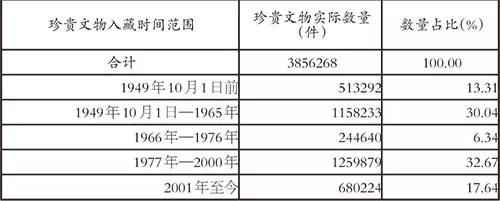 珍贵文物入藏时间范围 珍贵文物实际数量(件) 数量占比(%)
合计 3856268 100.00
1949年10月1日前 513292 13.31
1949年10月1日—1965年 1158233 30.04
1966年—1976年 244640 6.34
1977年—2000年 1259879 32.67
2001年至今 680224 17.64